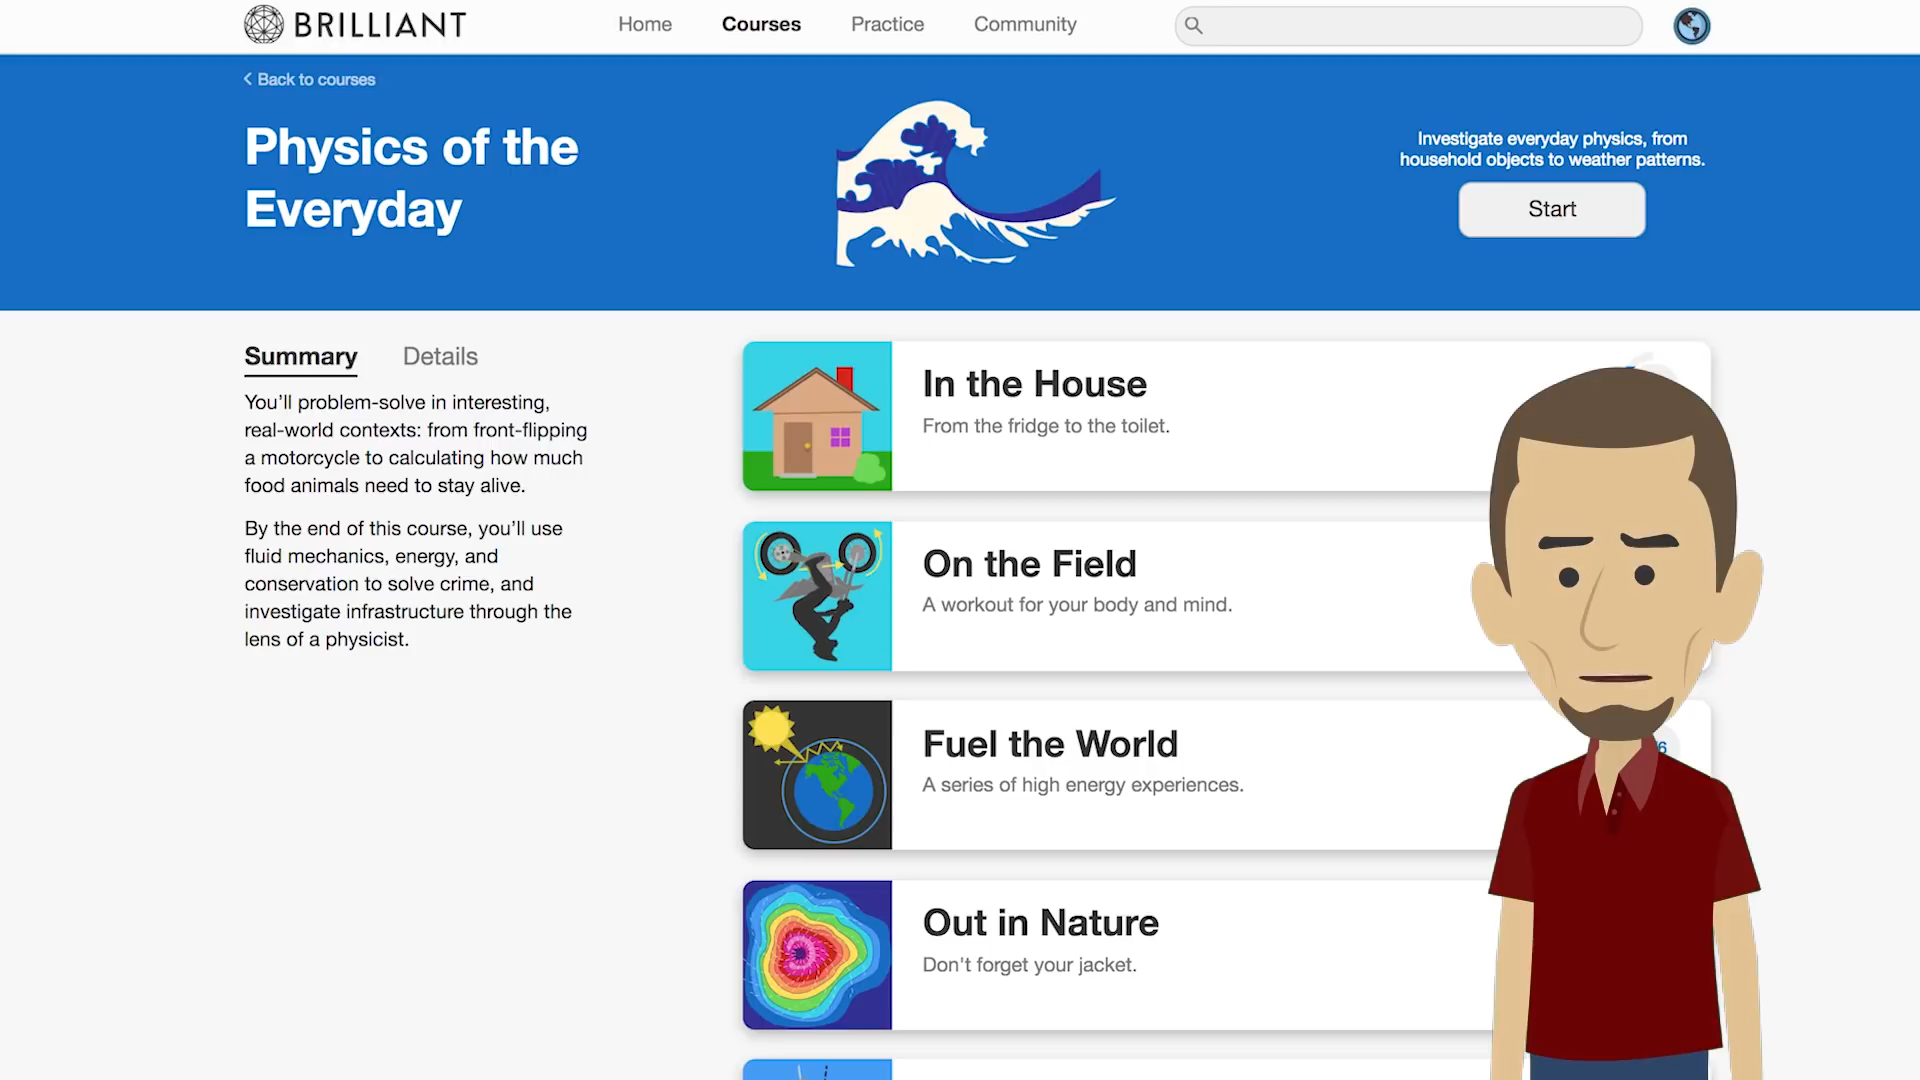 BRILLIANT
Home
Courses
Practice
Community
Back to courses
Physics of the
Everyday
Investigate everyday physics, from
household objects to weather patterns.
Start
Summary
Details
You'll problem-solve in interesting,
real-world contexts: from front-flipping
a motorcycle to calculating how much
food animals need to stay alive.
By the end of this course, you'll use
fluid mechanics, energy, and
conservation to solve crime, and
investigate infrastructure through the
lens of a physicist.
In the House
From the fridge to the toilet.
On the Field
A workout for your body and mind.
Fuel the World
A series of high energy experiences.
6
Out in Nature
Don't forget your jacket.